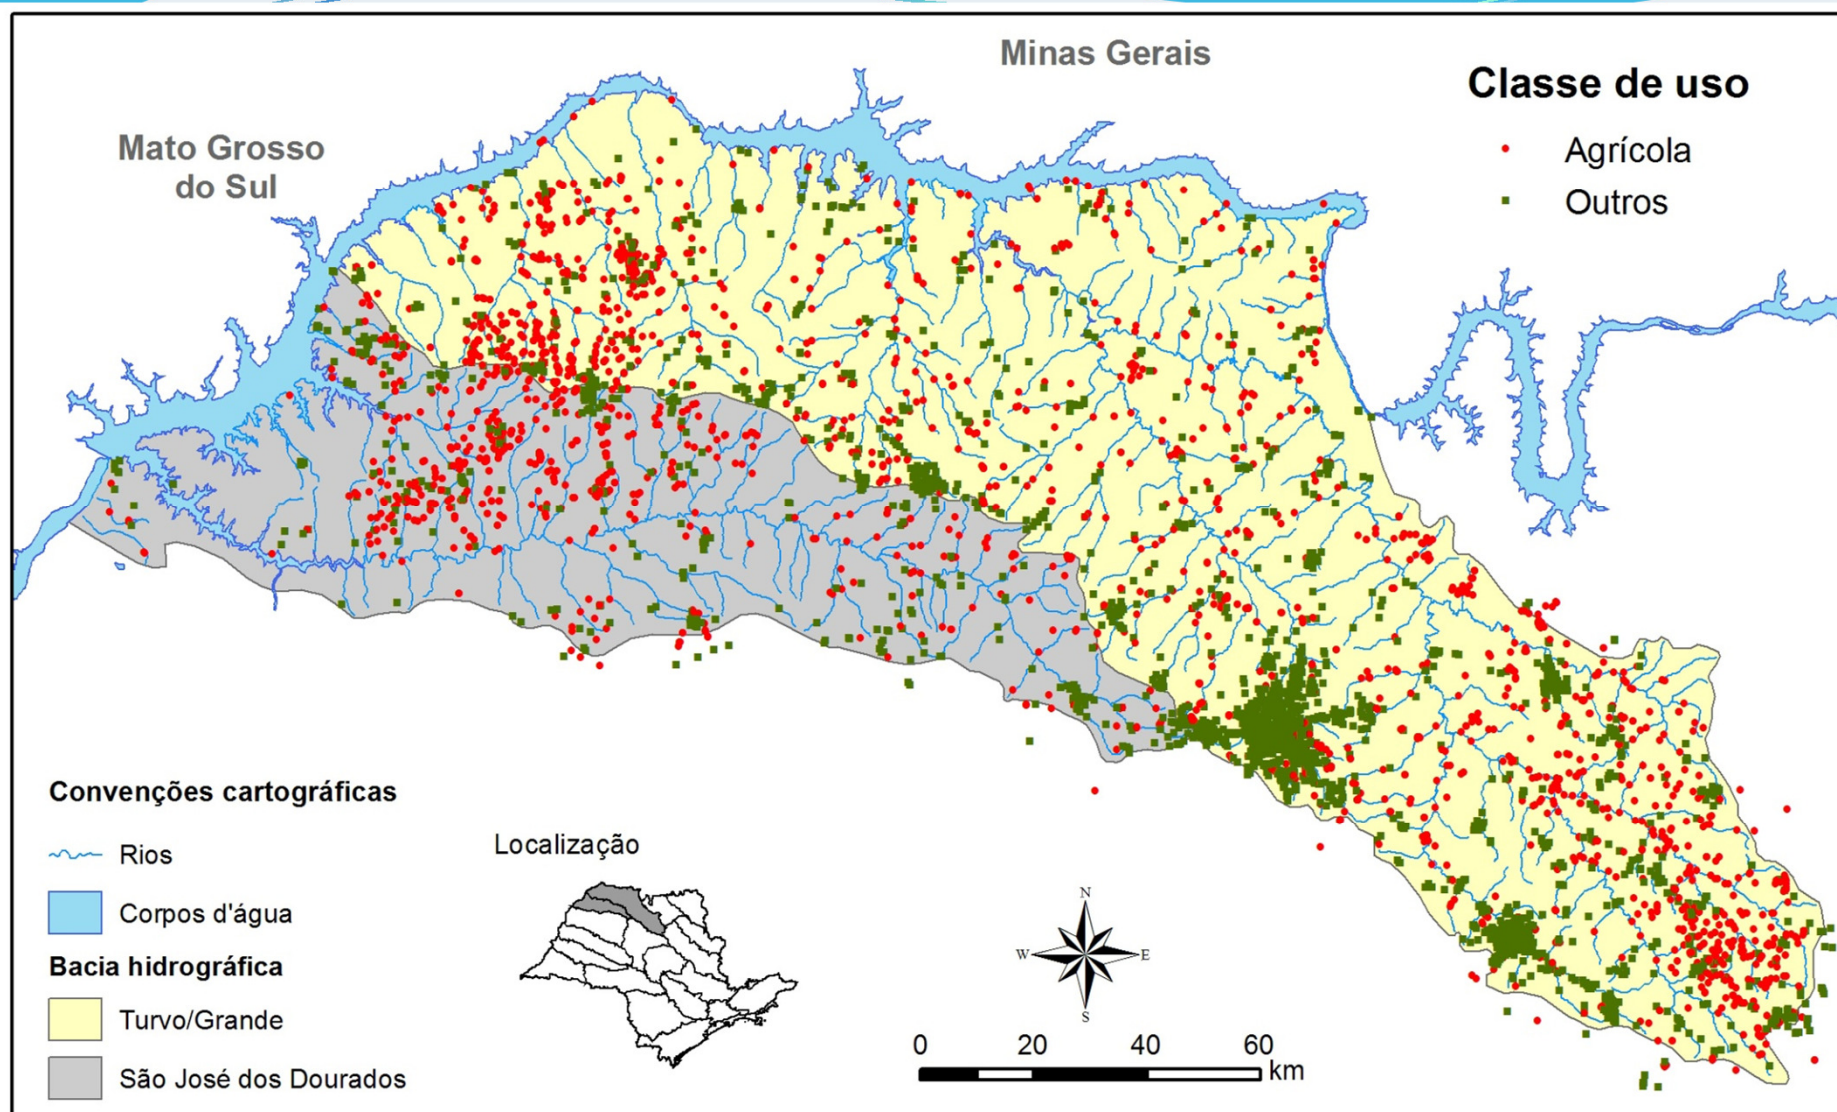 Minas Gerais
Mato Grosso
do Sul
Classe de uso
Agrícola
Outros
Convenções cartográficas
Rios
Corpos d'água
Bacia hidrográfica
Turvo/Grande
São José dos Dourados
Localização
N
W
E
S
0 20 40 60
km